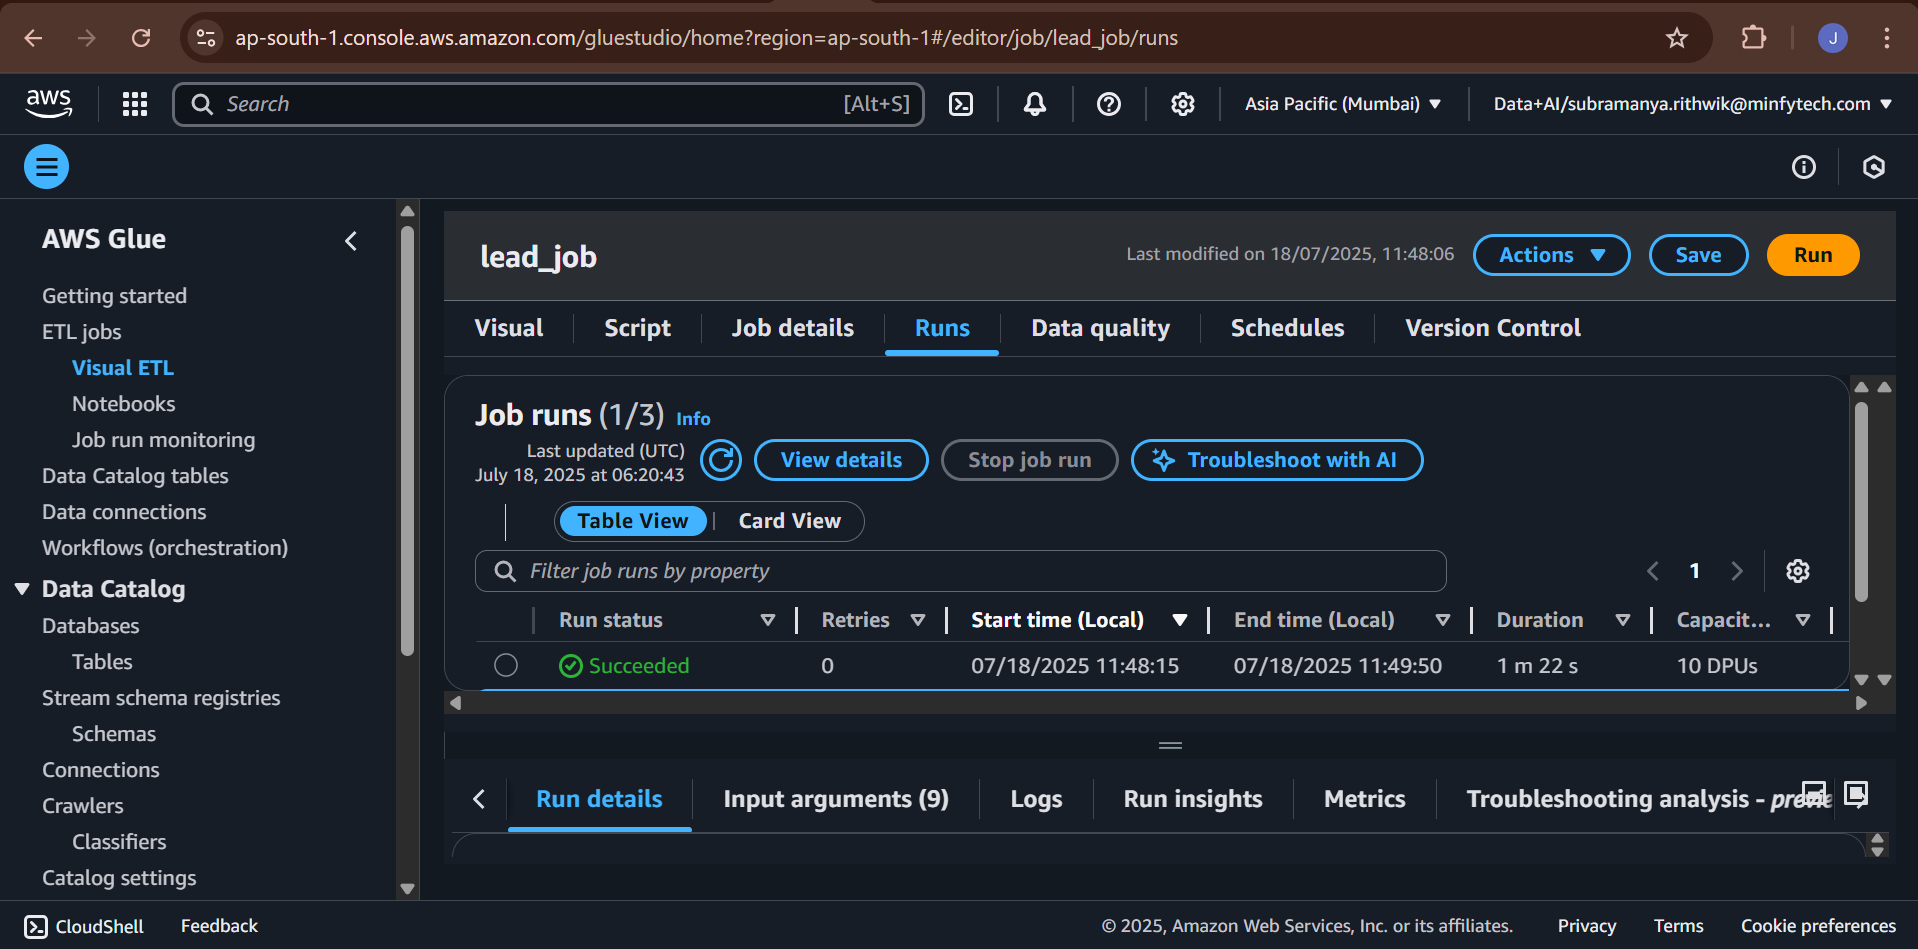 ap-south-1.console.aws.amazon.com/gluestudio/home?region=ap-south-1#/editor/job/lead_job/runs
J
aws
Search
[Alt+S]
Asia Pacific (Mumbai)
Data+AI/subramanya.rithwik@minfytech.com
AWS Glue
Getting started
ETL jobs
Visual ETL
Notebooks
Job run monitoring
Data Catalog tables
Data connections
Workflows (orchestration)
Data Catalog
Databases
Tables
Stream schema registries
Schemas
Connections
Crawlers
Classifiers
Catalog settings
lead_job
Last modified on 18/07/2025, 11:48:06
Actions
Save
Run
Visual
Script
Job details
Runs
Data quality
Schedules
Version Control
Job runs (1/3) Info
Last updated (UTC)
July 18, 2025 at 06:20:43
View details
Stop job run
Troubleshoot with AI
Table View
Card View
Filter job runs by property
1
Run status
Retries
Start time (Local)
End time (Local)
Duration
Capacit...
Succeeded
0
07/18/2025 11:48:15
07/18/2025 11:49:50
1 m 22 s
10 DPUs
Run details
Input arguments (9)
Logs
Run insights
Metrics
Troubleshooting analysis -
CloudShell
Feedback
© 2025, Amazon Web Services, Inc. or its affiliates.
Privacy
Terms
Cookie preferences